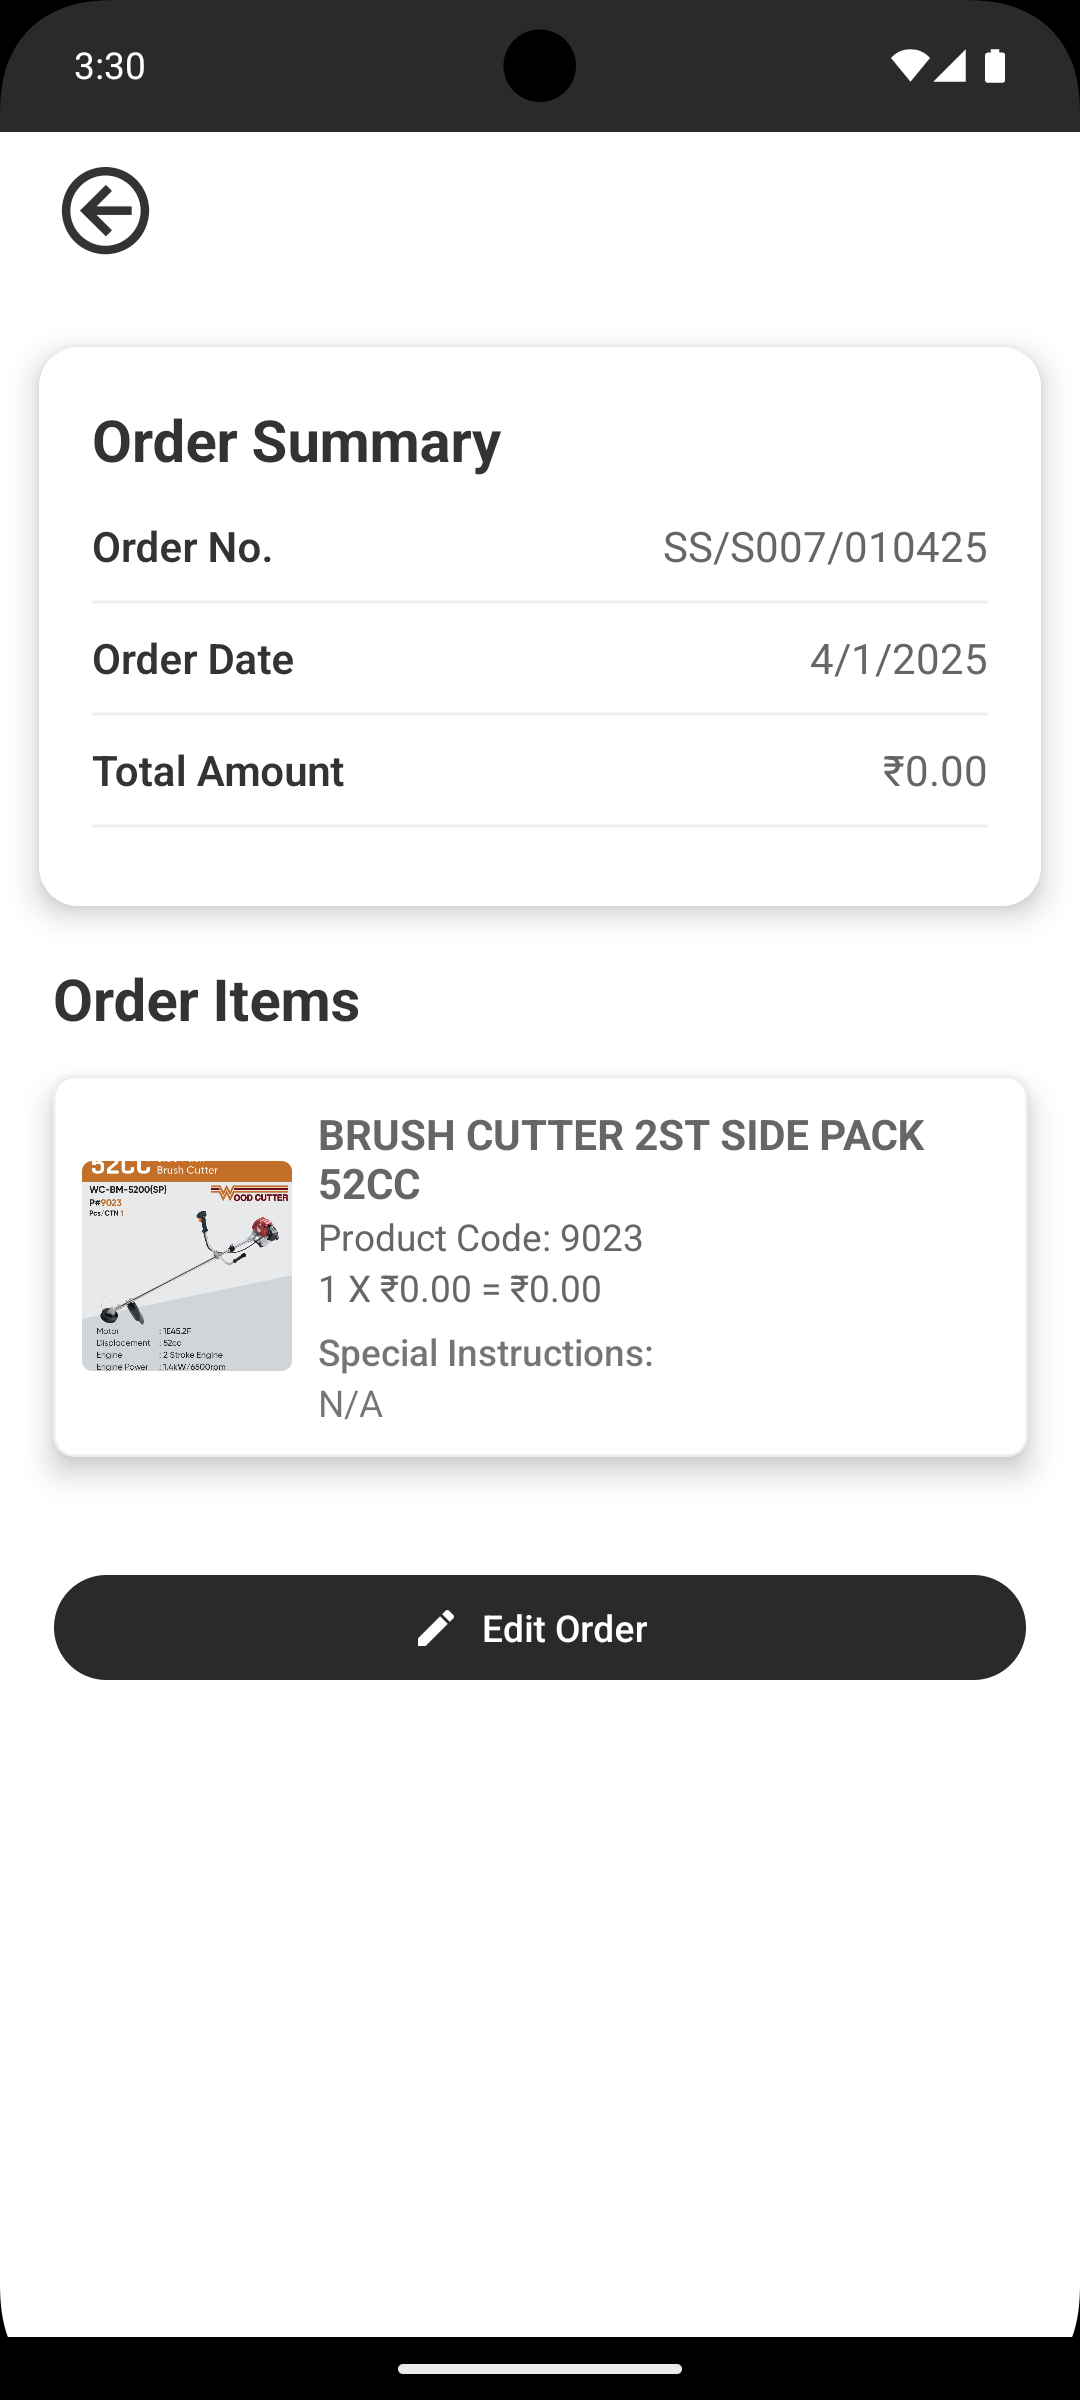 3:30
Order Summary
Order No. SS/S007/010425
Order Date 4/1/2025
Total Amount ₹0.00
Order Items
52CC Brush Cutter
WC-BM-5200(SP)
P#9023
Pcs/CTN 1
WOOD CUTTER
Motor : 1E45.2F
Displacement : 52cc
Engine : 2 Stroke Engine
Engine Power : 1.4kW/6500rpm
BRUSH CUTTER 2ST SIDE PACK
52CC
Product Code: 9023
1 X ₹0.00 = ₹0.00
Special Instructions:
N/A
Edit Order